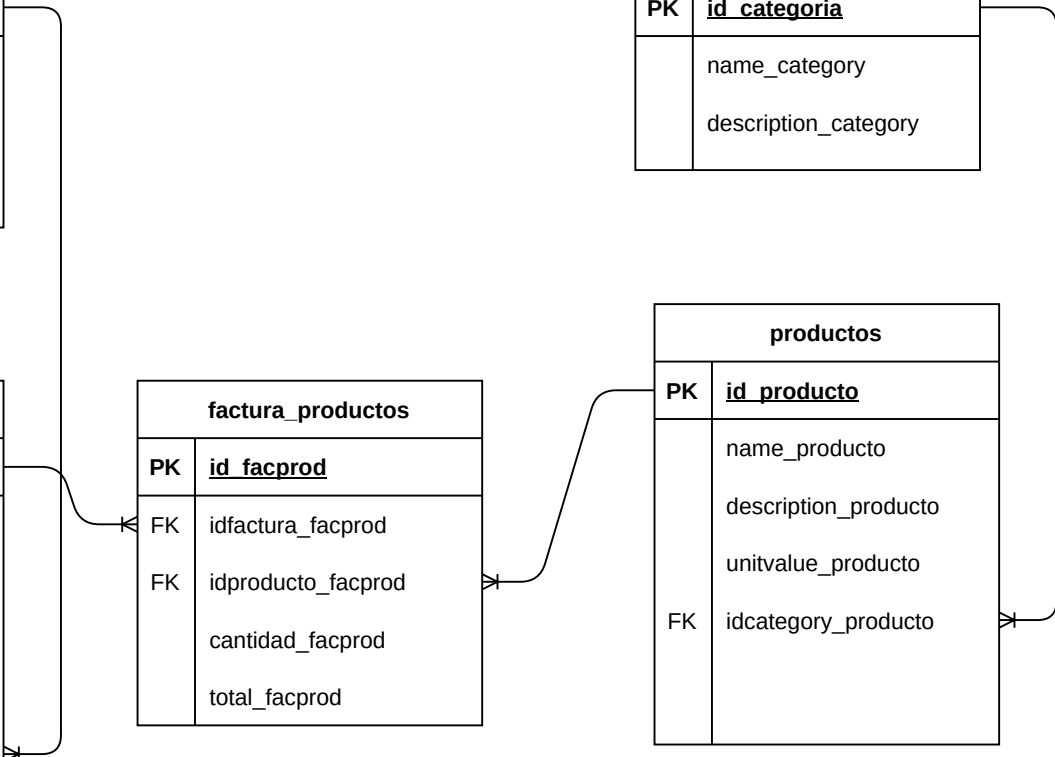 PK id_categoria
name_category
description_category
productos
PK id_producto
name_producto
description_producto
unitvalue_producto
FK idcategory_producto
factura_productos
PK id_facprod
FK idfactura_facprod
FK idproducto_facprod
cantidad_facprod
total_facprod